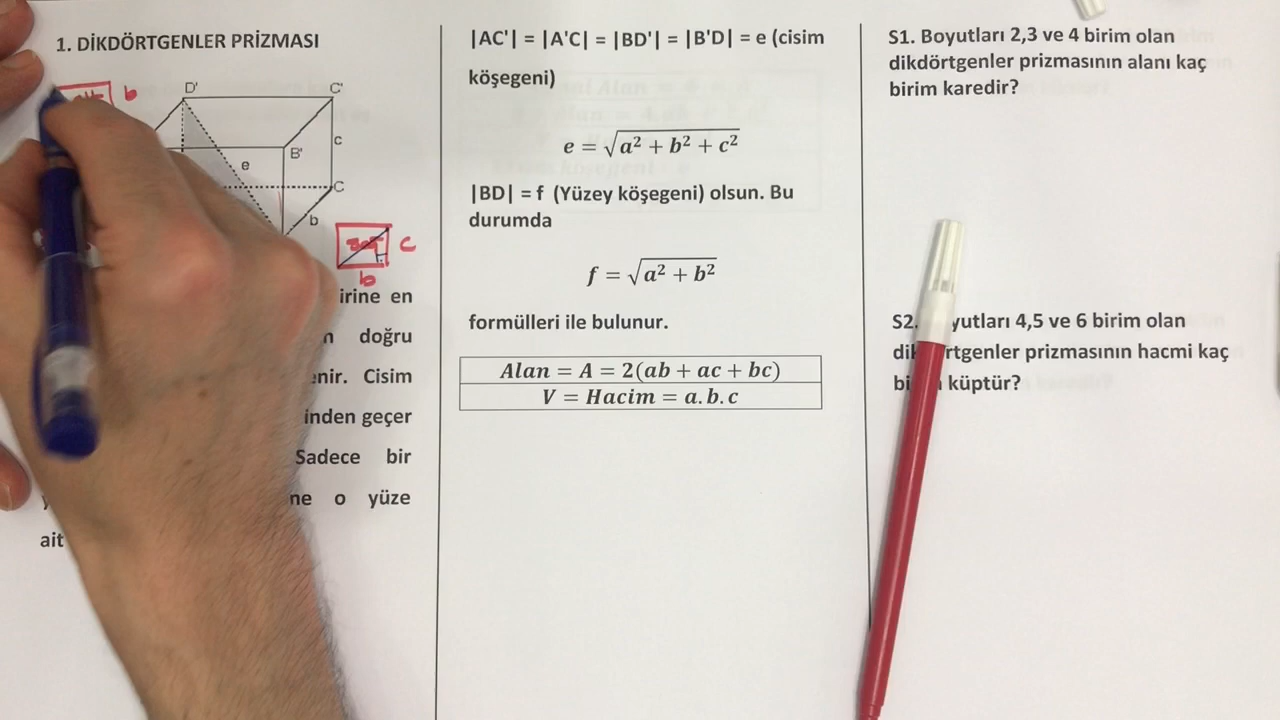 1. DİKDÖRTGENLER PRİZMASI
b
D'
C'
B'
c
e
C
b
c
b
irine en
doğru
Cisim
inden geçer
Sadece bir
o yüze
ait
|AC'| = |A'C| = |BD'| = |B'D| = e (cisim
köşegeni)
e = √a² + b² + c²
|BD| = f (Yüzey köşegeni) olsun. Bu
durumda
f = √a² + b²
formülleri ile bulunur.
Alan = A = 2(ab + ac + bc)
V = Hacim = a.b.c
S1. Boyutları 2,3 ve 4 birim olan
dikdörtgenler prizmasının alanı kaç
birim karedir?
S2. yutları 4,5 ve 6 birim olan
dik rtgenler prizmasının hacmi kaç
bi küptür?